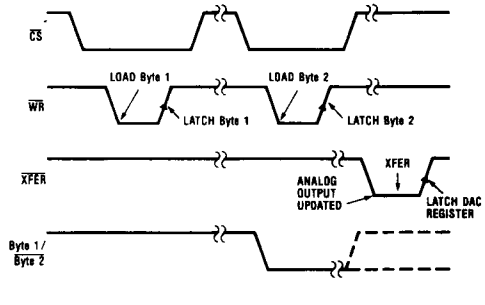 CS
LOAD Byte 1
LOAD Byte 2
WR
LATCH Byte 1
LATCH Byte 2
XFER
XFER
ANALOG
OUTPUT
UPDATED
LATCH DAC
REGISTER
Byte 1/
Byte 2